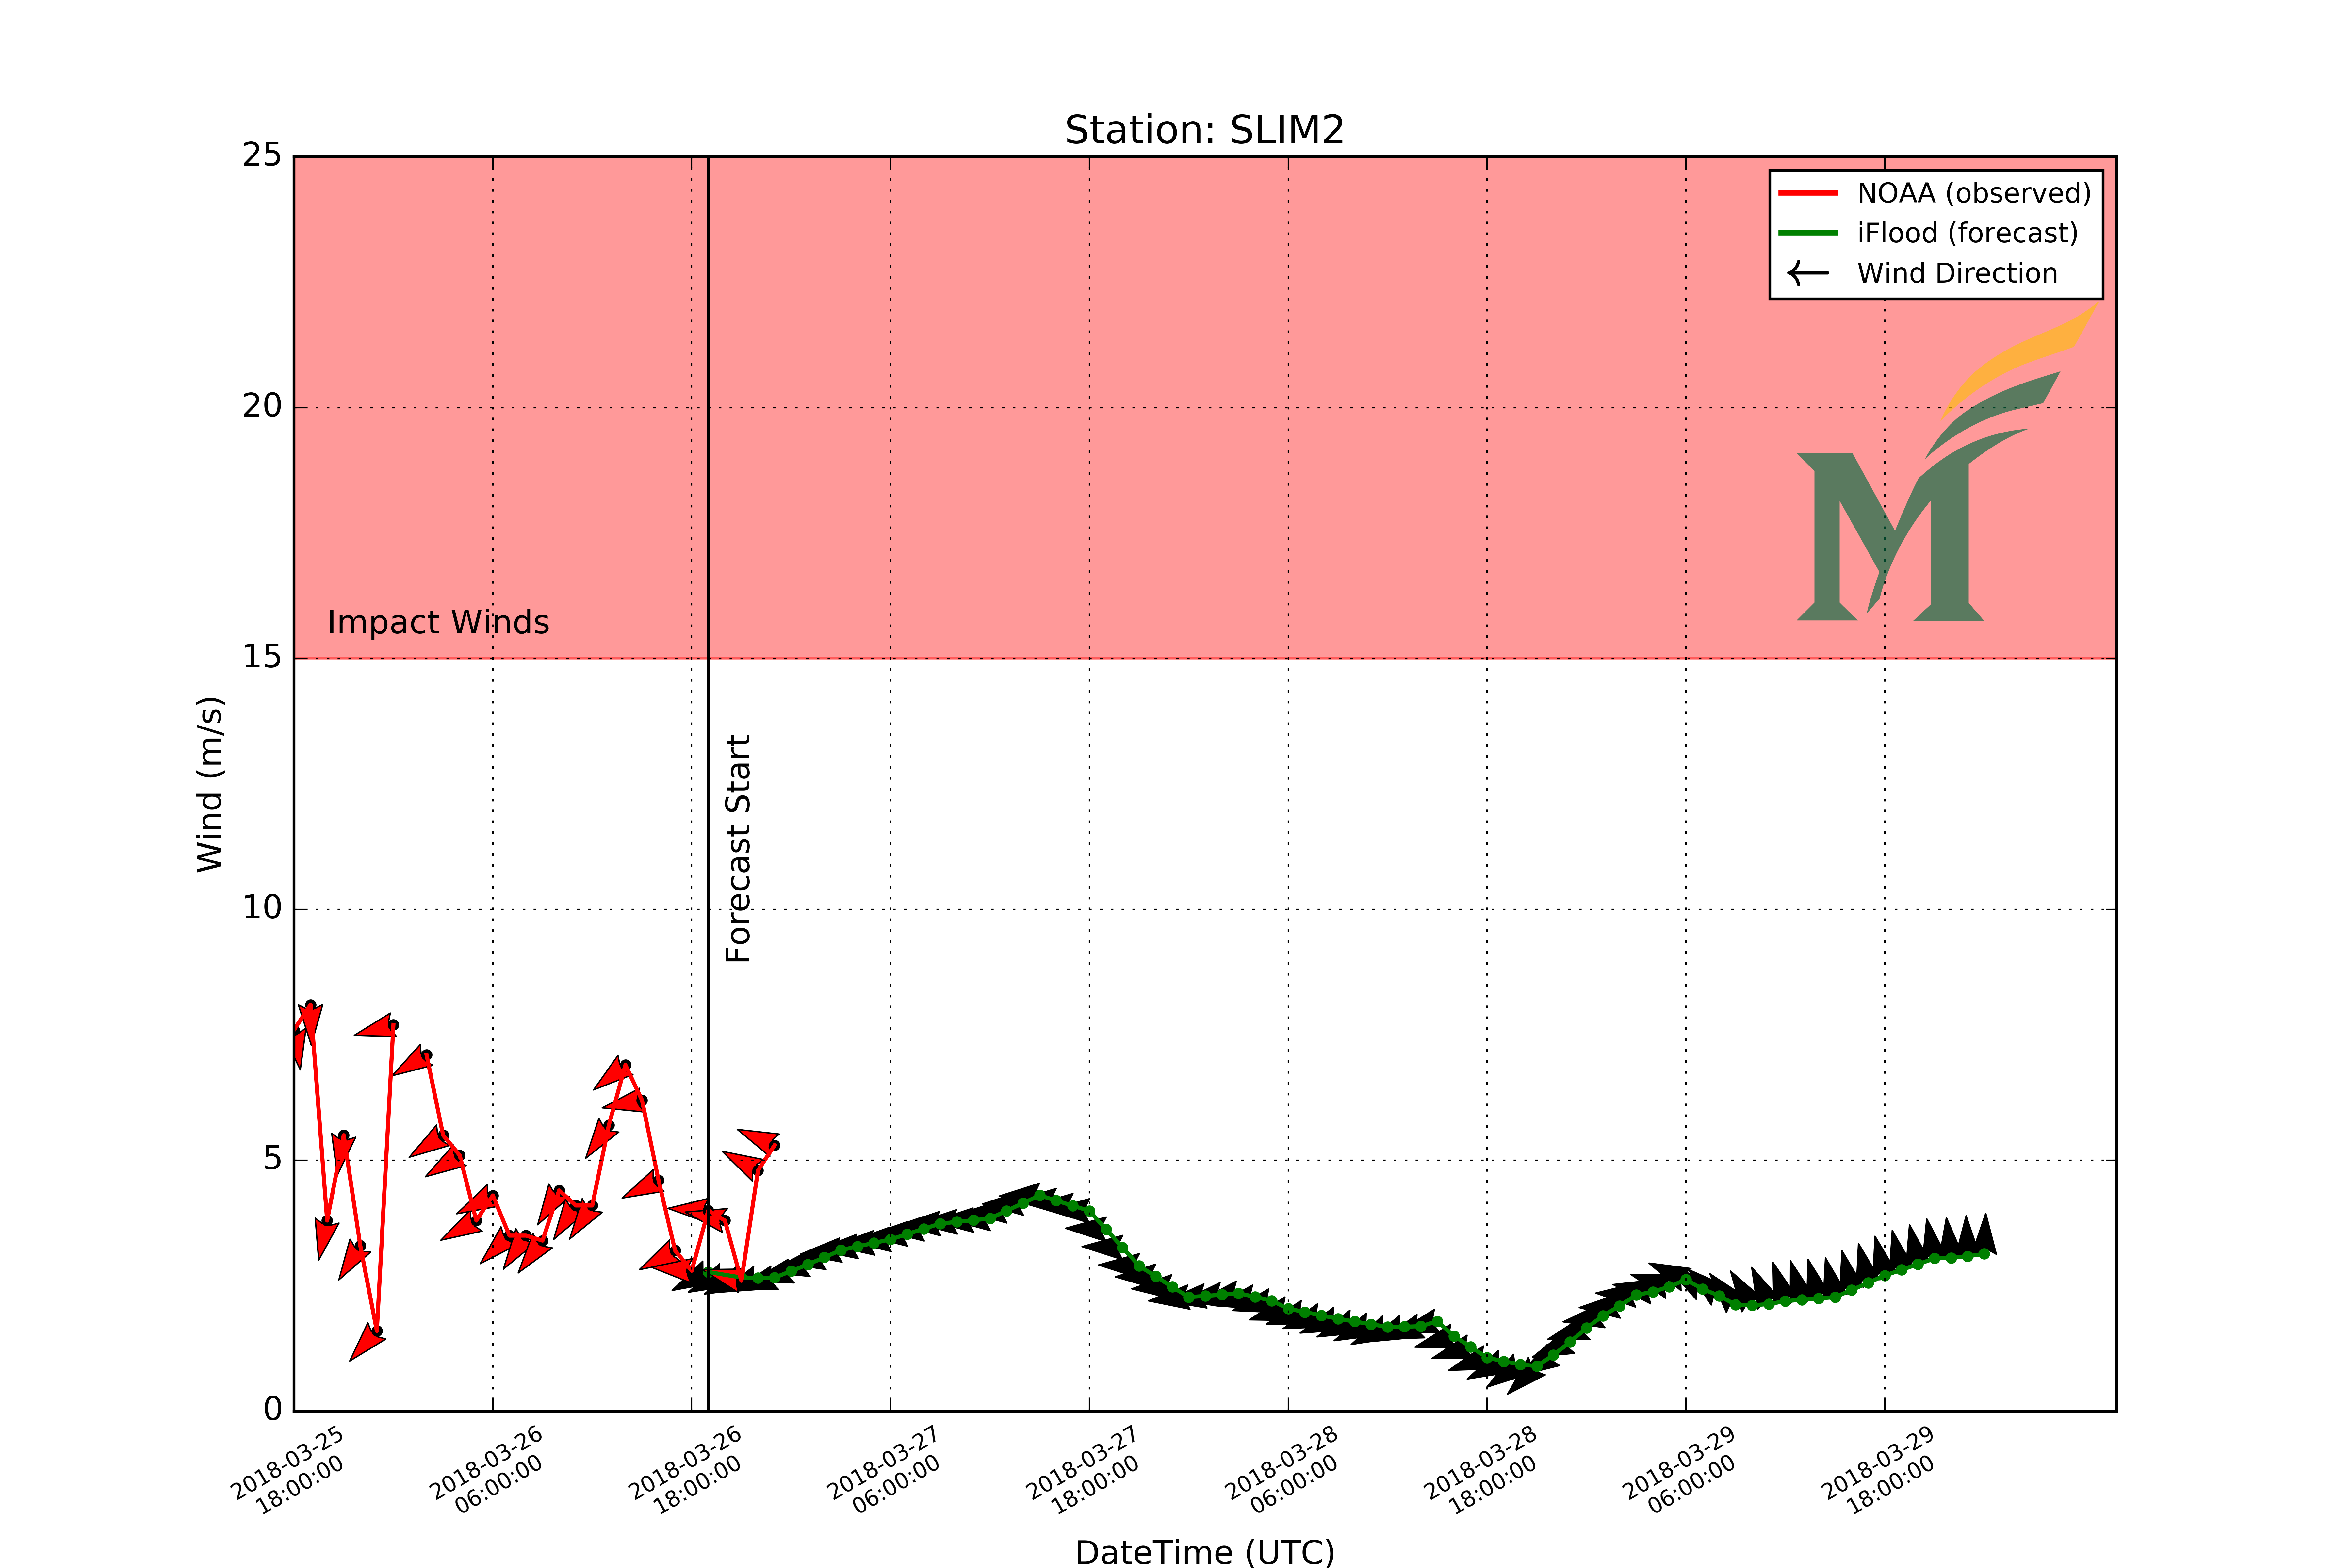 Station: SLIM2
25
20
15
10
5
0
Wind (m/s)
NOAA (observed)
iFlood (forecast)
Wind Direction
M
Impact Winds
Forecast Start
2018-03-25
18:00:00
2018-03-26
06:00:00
2018-03-26
18:00:00
2018-03-27
06:00:00
2018-03-27
18:00:00
2018-03-28
06:00:00
2018-03-28
18:00:00
2018-03-29
06:00:00
2018-03-29
18:00:00
DateTime (UTC)